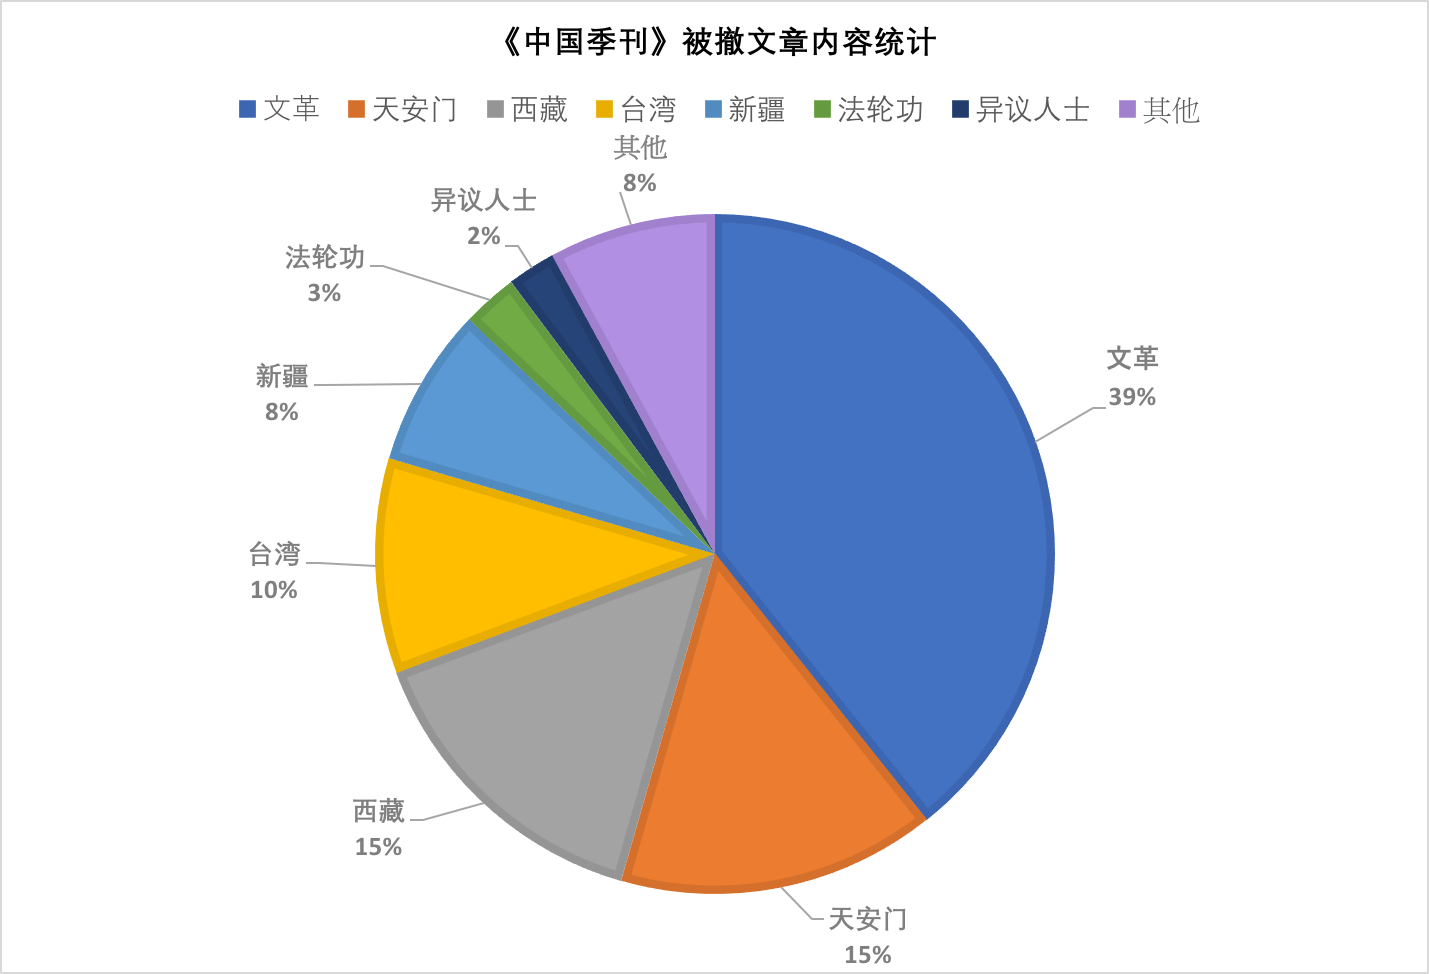 《中国季刊》被撤文章内容统计
文革 天安门 西藏 台湾 新疆 法轮功 异议人士 其他
其他
8%
异议人士
2%
法轮功
3%
新疆
8%
文革
39%
台湾
10%
西藏
15%
天安门
15%